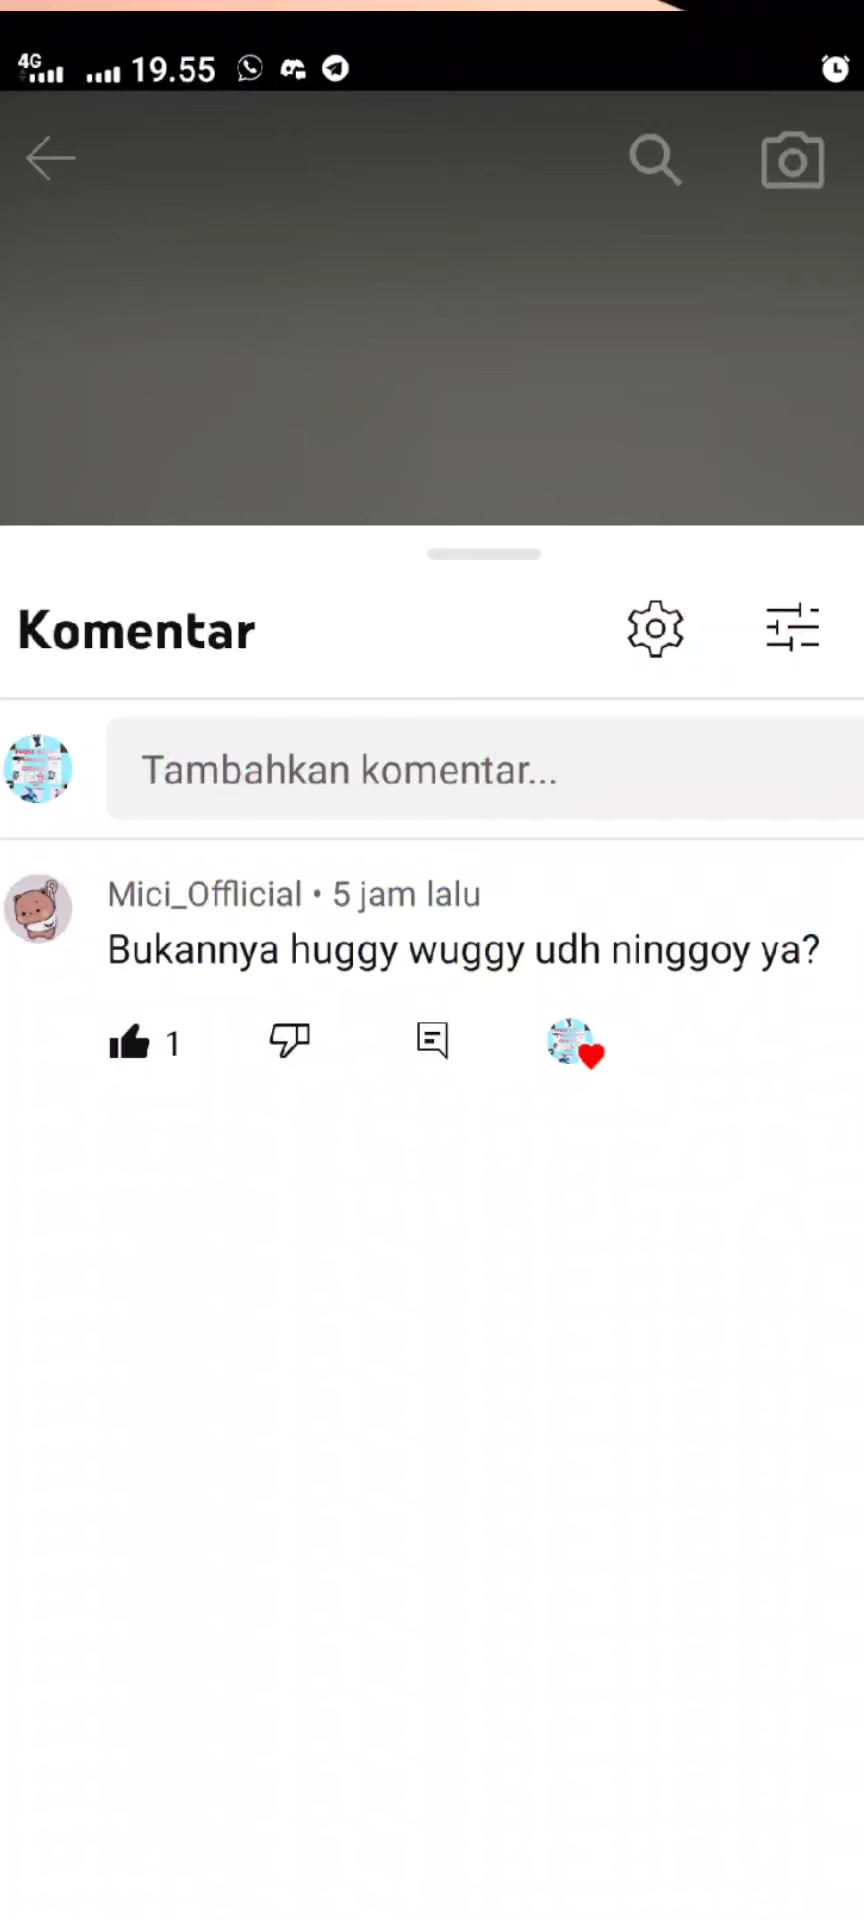 4G 19.55
Komentar
Tambahkan komentar...
Mici_Offlicial • 5 jam lalu
Bukannya huggy wuggy udh ninggoy ya?
1